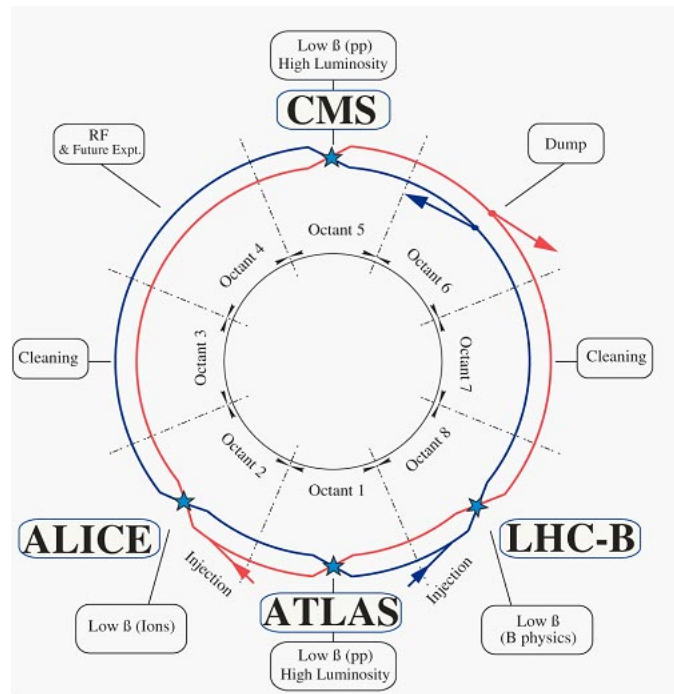 Low ß (pp)
High Luminosity
CMS
RF
& Future Expt.
Dump
Octant 5
Octant 4
Octant 6
Octant 3
Octant 7
Cleaning
Cleaning
Octant 2
Octant 8
Octant 1
ALICE
LHC-B
Injection
Injection
ATLAS
Low ß (Ions)
Low ß
(B physics)
Low ß (pp)
High Luminosity